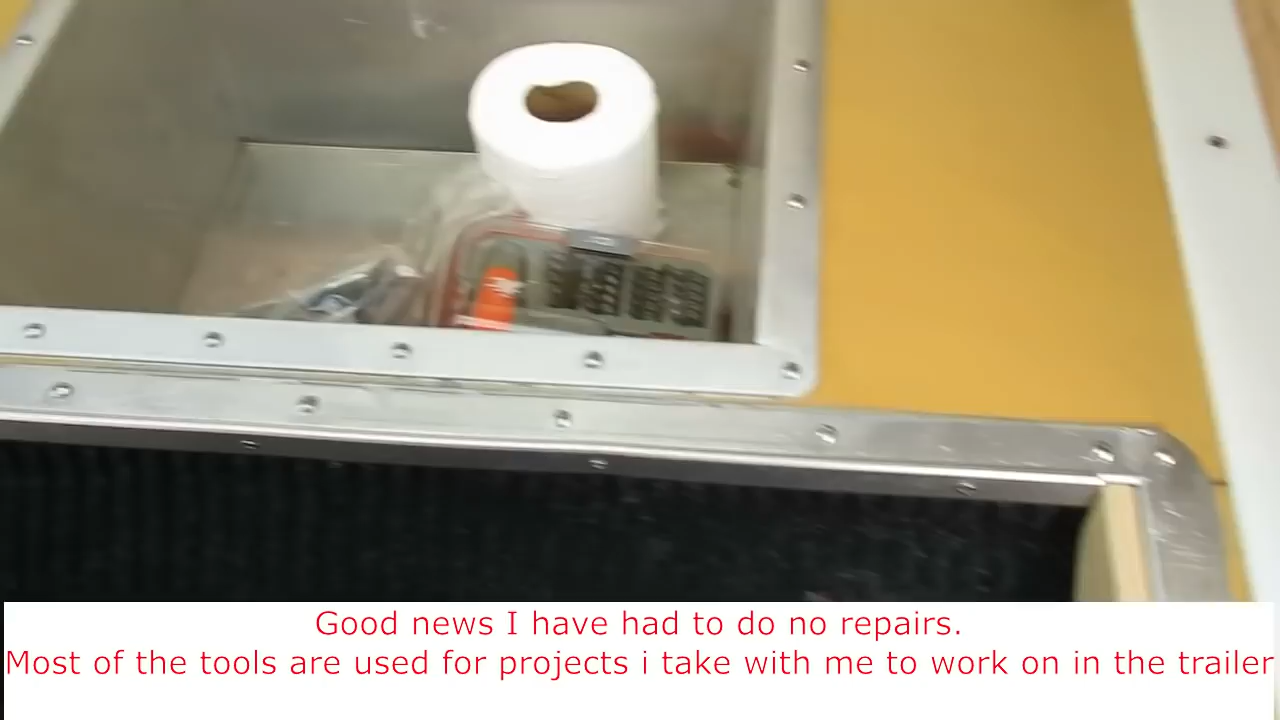 Good news I have had to do no repairs.
Most of the tools are used for projects i take with me to work on in the trailer